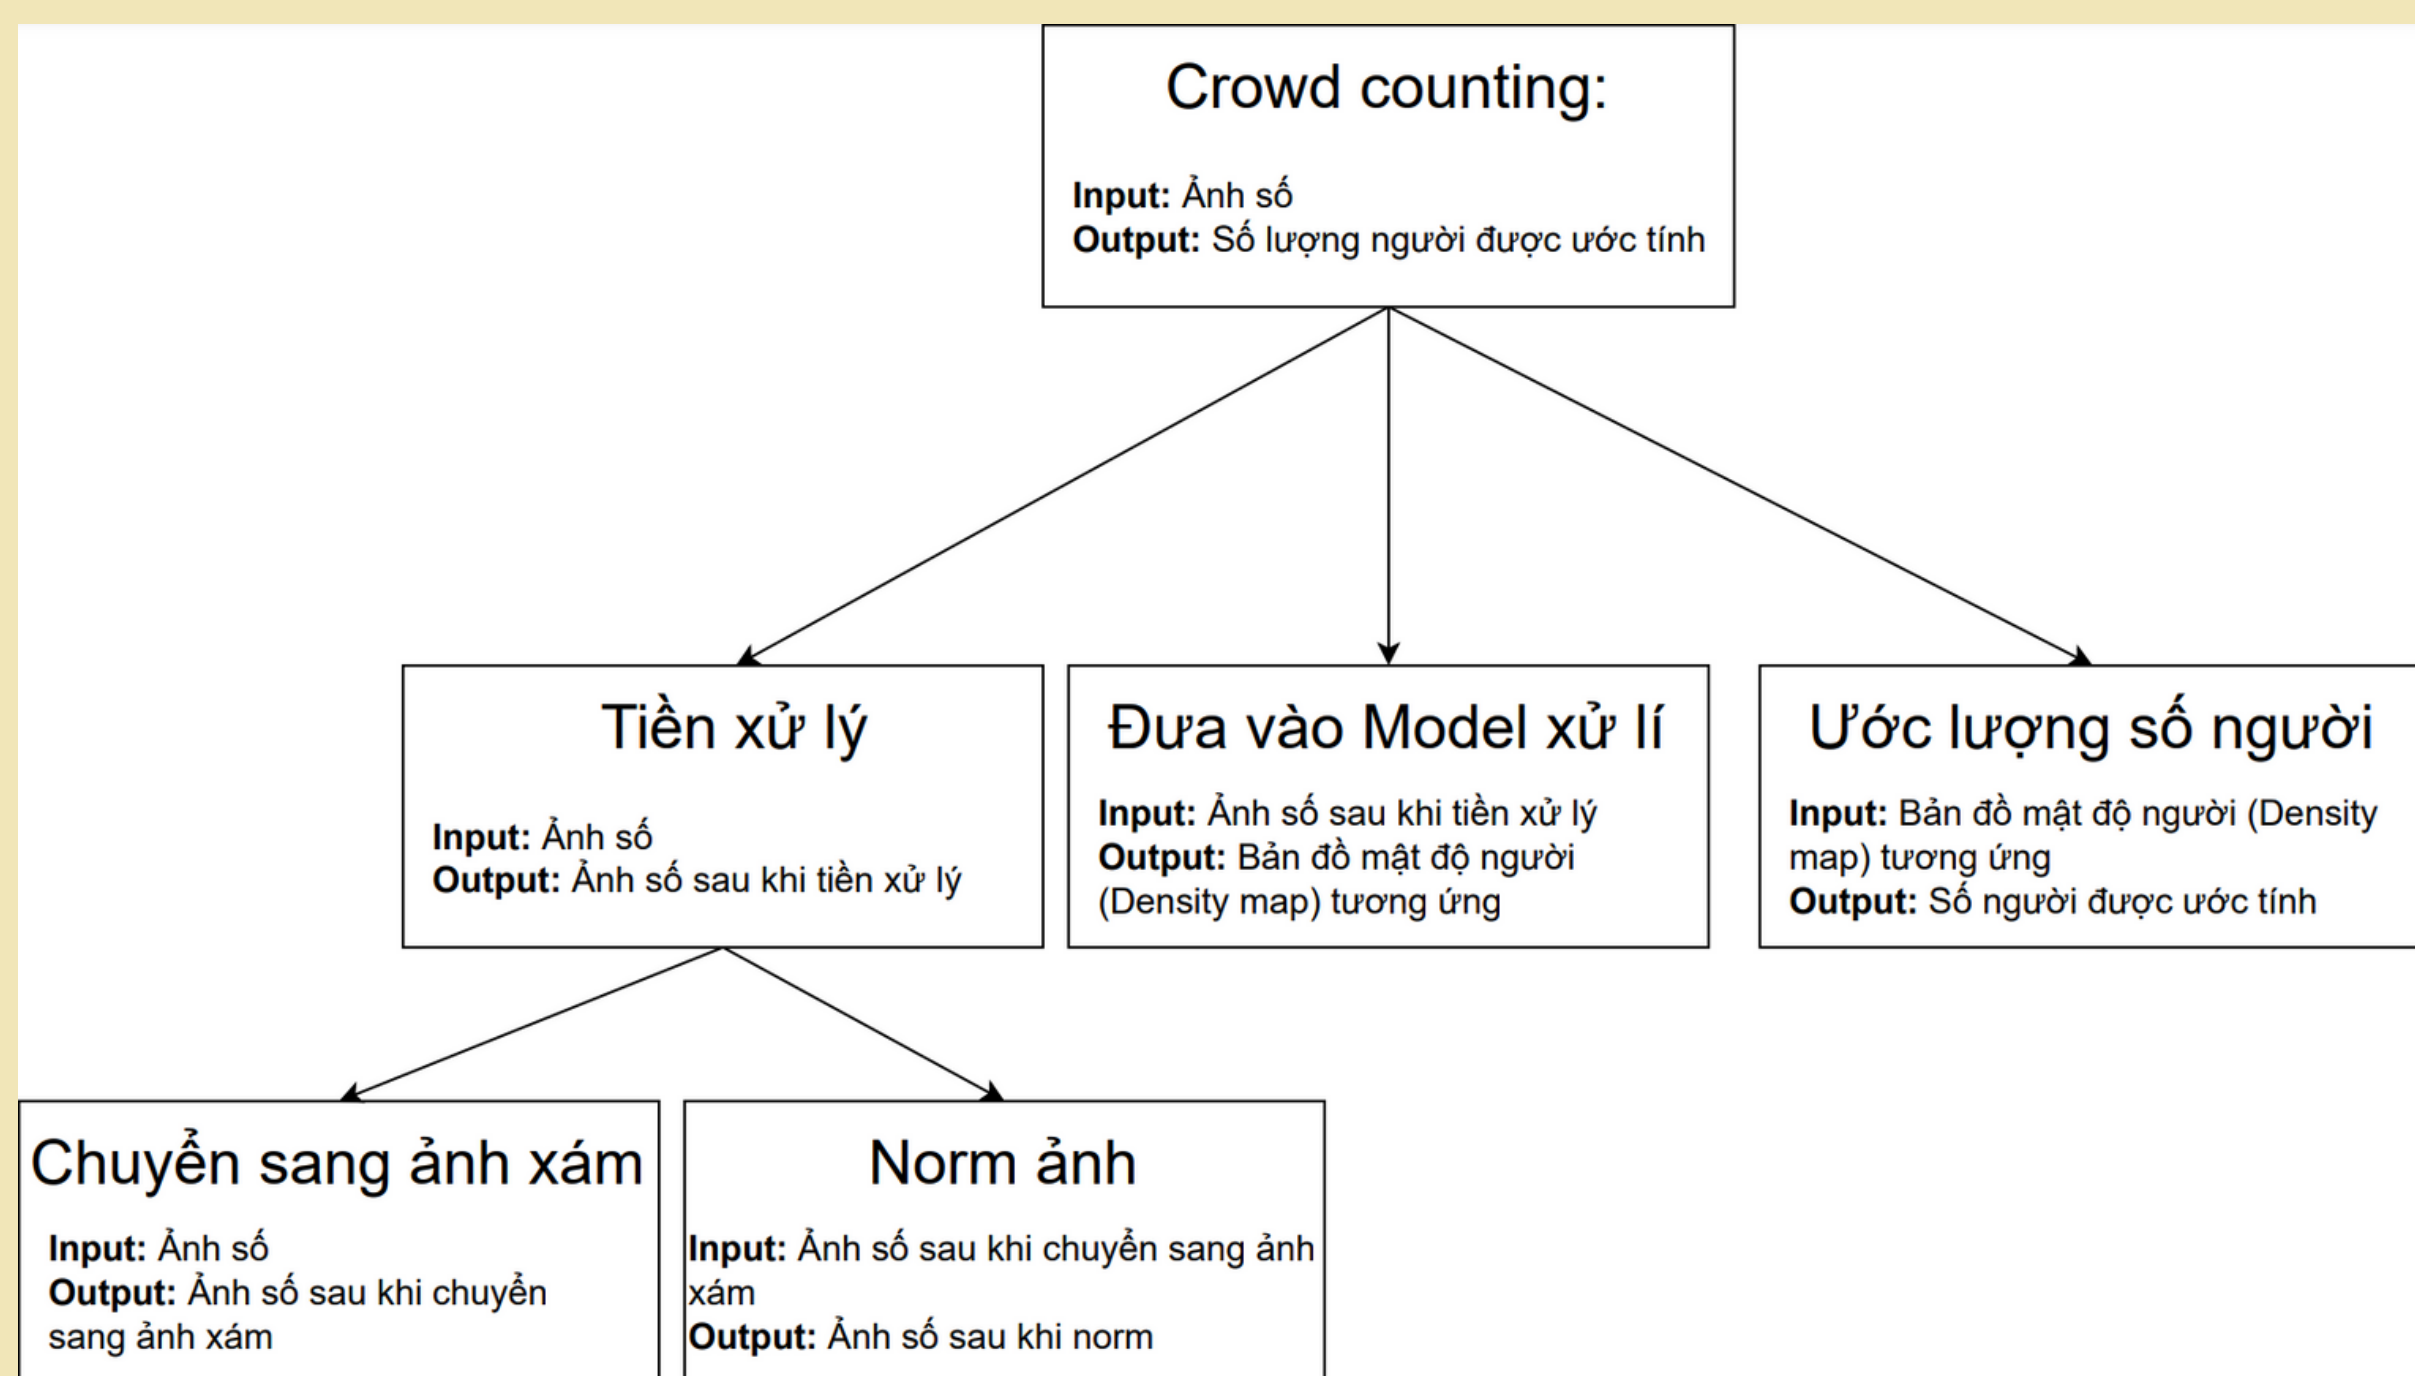 Crowd counting:
Input: Ảnh số
Output: Số lượng người được ước tính
Tiền xử lý
Input: Ảnh số
Output: Ảnh số sau khi tiền xử lý
Đưa vào Model xử lí
Input: Ảnh số sau khi tiền xử lý
Output: Bản đồ mật độ người
(Density map) tương ứng
Ước lượng số người
Input: Bản đồ mật độ người (Density
map) tương ứng
Output: Số người được ước tính
Chuyển sang ảnh xám
Input: Ảnh số
Output: Ảnh số sau khi chuyển
sang ảnh xám
Norm ảnh
Input: Ảnh số sau khi chuyển sang ảnh
xám
Output: Ảnh số sau khi norm